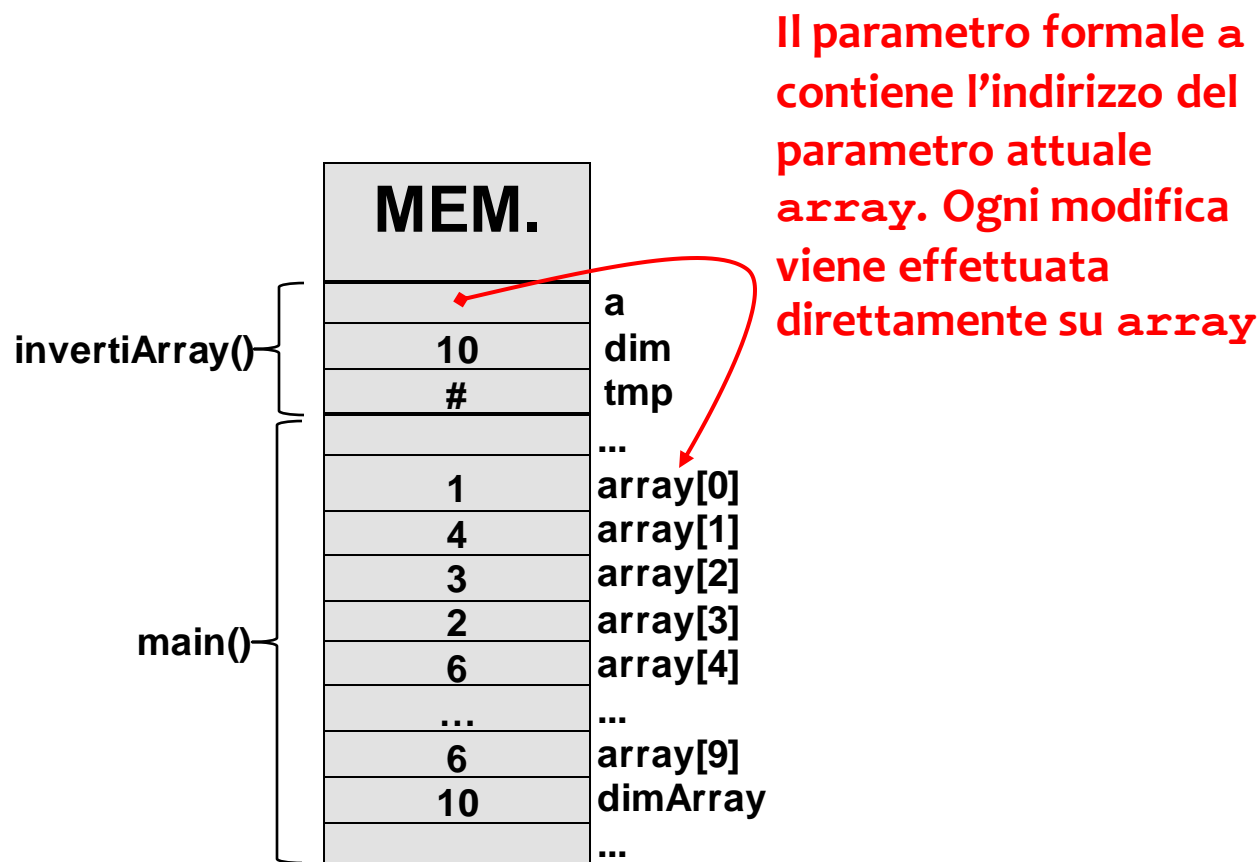 Il parametro formale a
contiene l’indirizzo del
parametro attuale
array. Ogni modifica
viene effettuata
direttamente su array
MEM.
invertiArray()
a
10 dim
# tmp
...
1 array[0]
4 array[1]
3 array[2]
2 array[3]
main()
6 array[4]
… ...
6 array[9]
10 dimArray
...